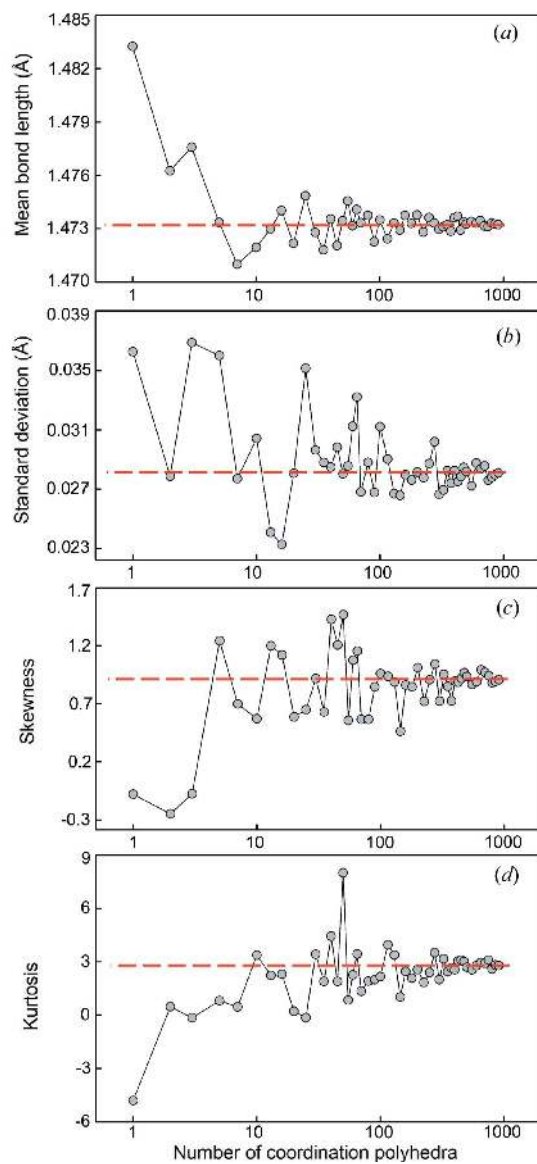 (a)
Mean bond length (Å)
1.485
1.482
1.479
1.476
1.473
1.470
1 10 100 1000
(b)
Standard deviation (Å)
0.039
0.035
0.031
0.027
0.023
1 10 100 1000
(c)
Skewness
1.7
1.2
0.7
0.2
-0.3
1 10 100 1000
(d)
Kurtosis
9
6
3
0
-3
-6
1 10 100 1000
Number of coordination polyhedra